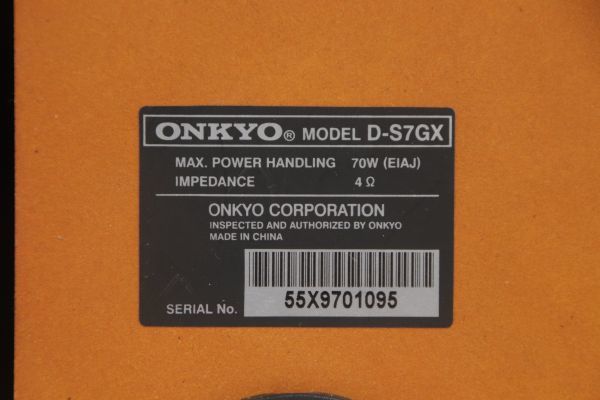 ONKYO® MODEL D-S7GX
MAX. POWER HANDLING 70W (EIAJ)
IMPEDANCE 4 Ω
ONKYO CORPORATION
INSPECTED AND AUTHORIZED BY ONKYO
MADE IN CHINA
SERIAL No. 55X9701095